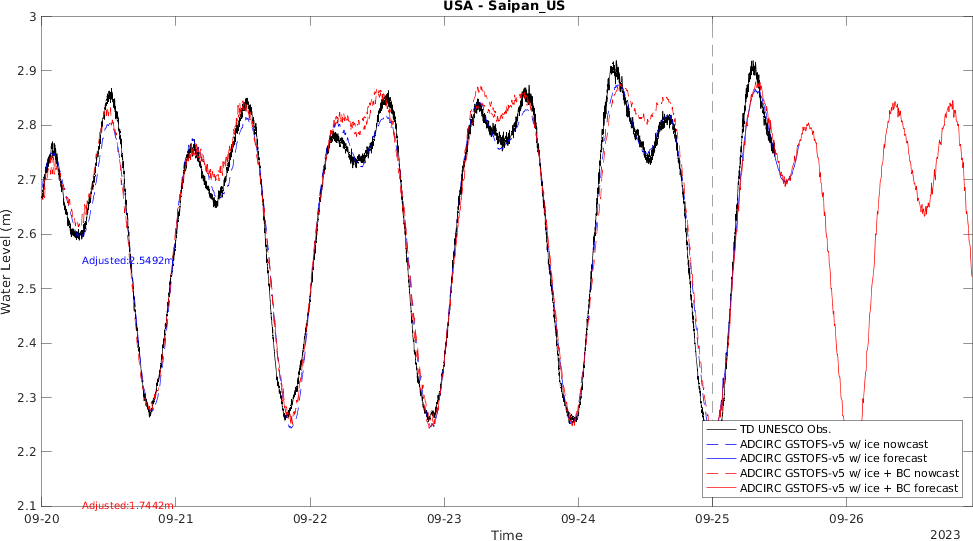 USA - Saipan_US
3
2.9
2.8
2.7
2.6
2.5
2.4
2.3
2.2
2.1
Water Level (m)
Adjusted:2.5492m
Adjusted:1.7442m
TD UNESCO Obs.
ADCIRC GSTOFS-v5 w/ ice nowcast
ADCIRC GSTOFS-v5 w/ ice forecast
ADCIRC GSTOFS-v5 w/ ice + BC nowcast
ADCIRC GSTOFS-v5 w/ ice + BC forecast
09-20 09-21 09-22 09-23 09-24 09-25 09-26
Time
2023